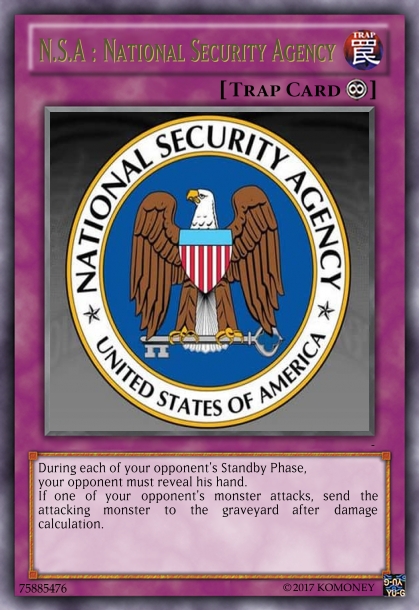 N.S.A : National Security Agency
TRAP
罠
[Trap Card ]
NATIONAL SECURITY AGENCY
UNITED STATES OF AMERICA
During each of your opponent's Standby Phase,
your opponent must reveal his hand.
If one of your opponent's monster attacks, send the
attacking monster to the graveyard after damage
calculation.
75885476
©2017 KOMONEY
YU-G